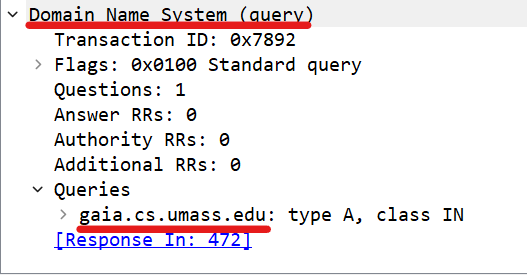 Domain Name System (query)
Transaction ID: 0x7892
Flags: 0x0100 Standard query
Questions: 1
Answer RRs: 0
Authority RRs: 0
Additional RRs: 0
Queries
gaia.cs.umass.edu: type A, class IN
[Response In: 472]